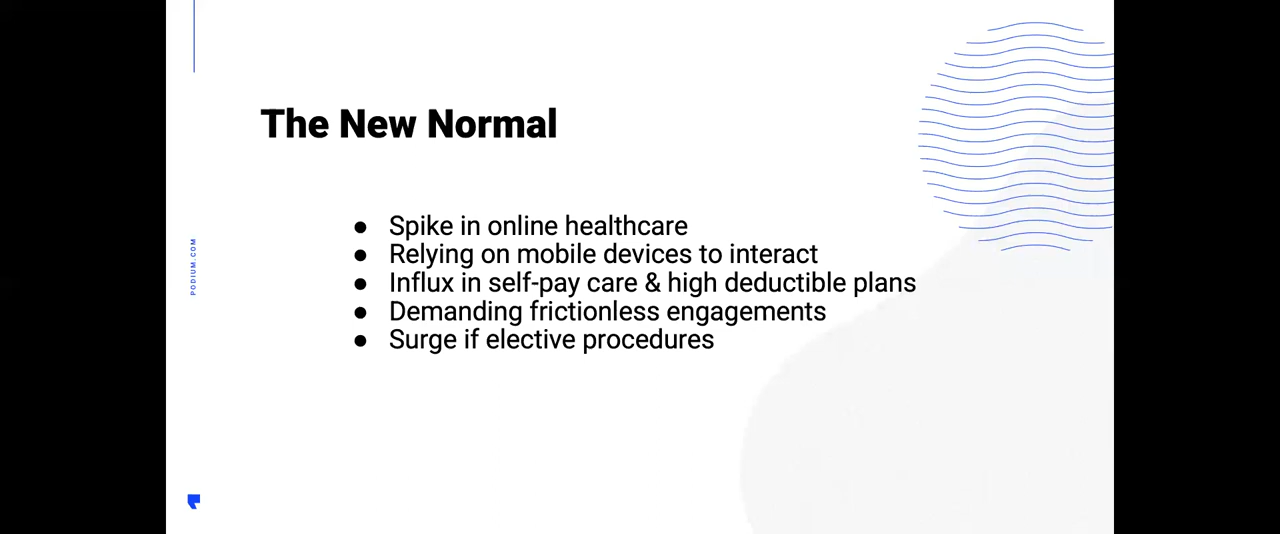 The New Normal
● Spike in online healthcare
● Relying on mobile devices to interact
● Influx in self-pay care & high deductible plans
● Demanding frictionless engagements
● Surge if elective procedures
PODIUM.COM